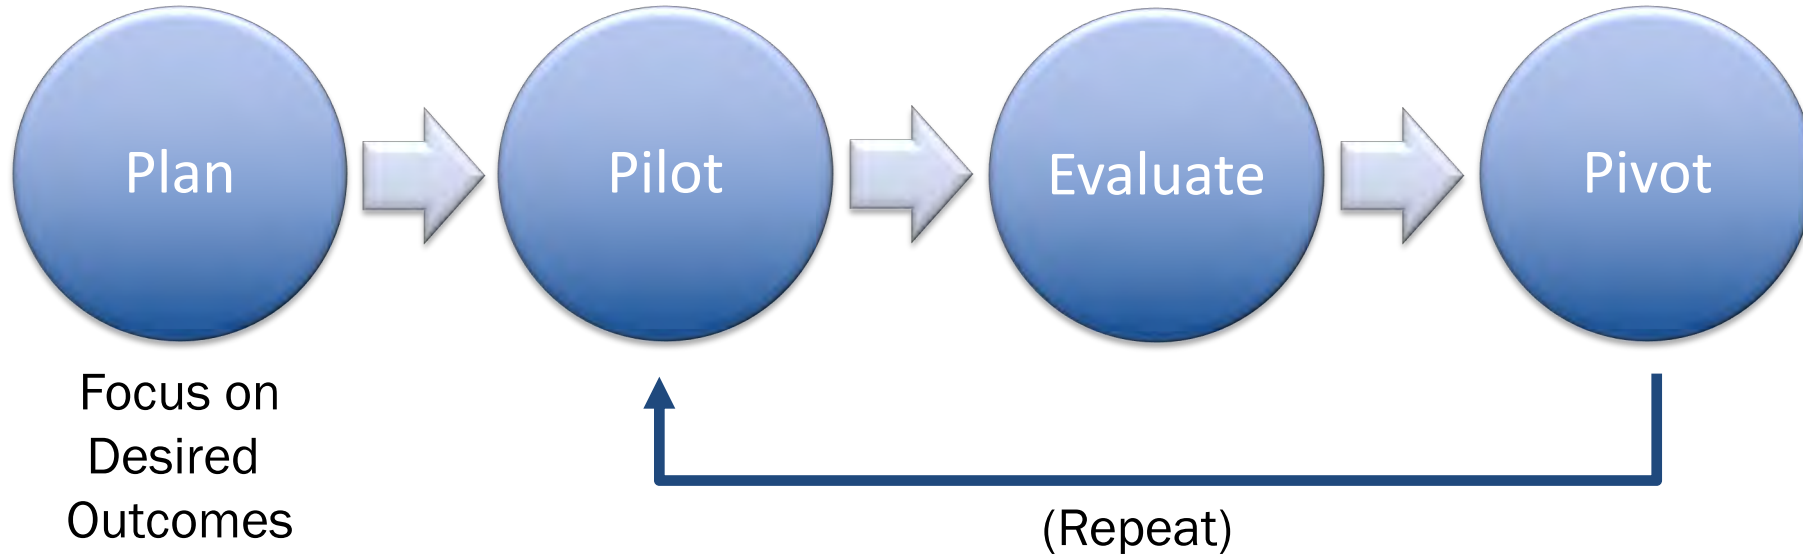 Plan
Pilot
Evaluate
Pivot
Focus on
Desired
Outcomes
(Repeat)